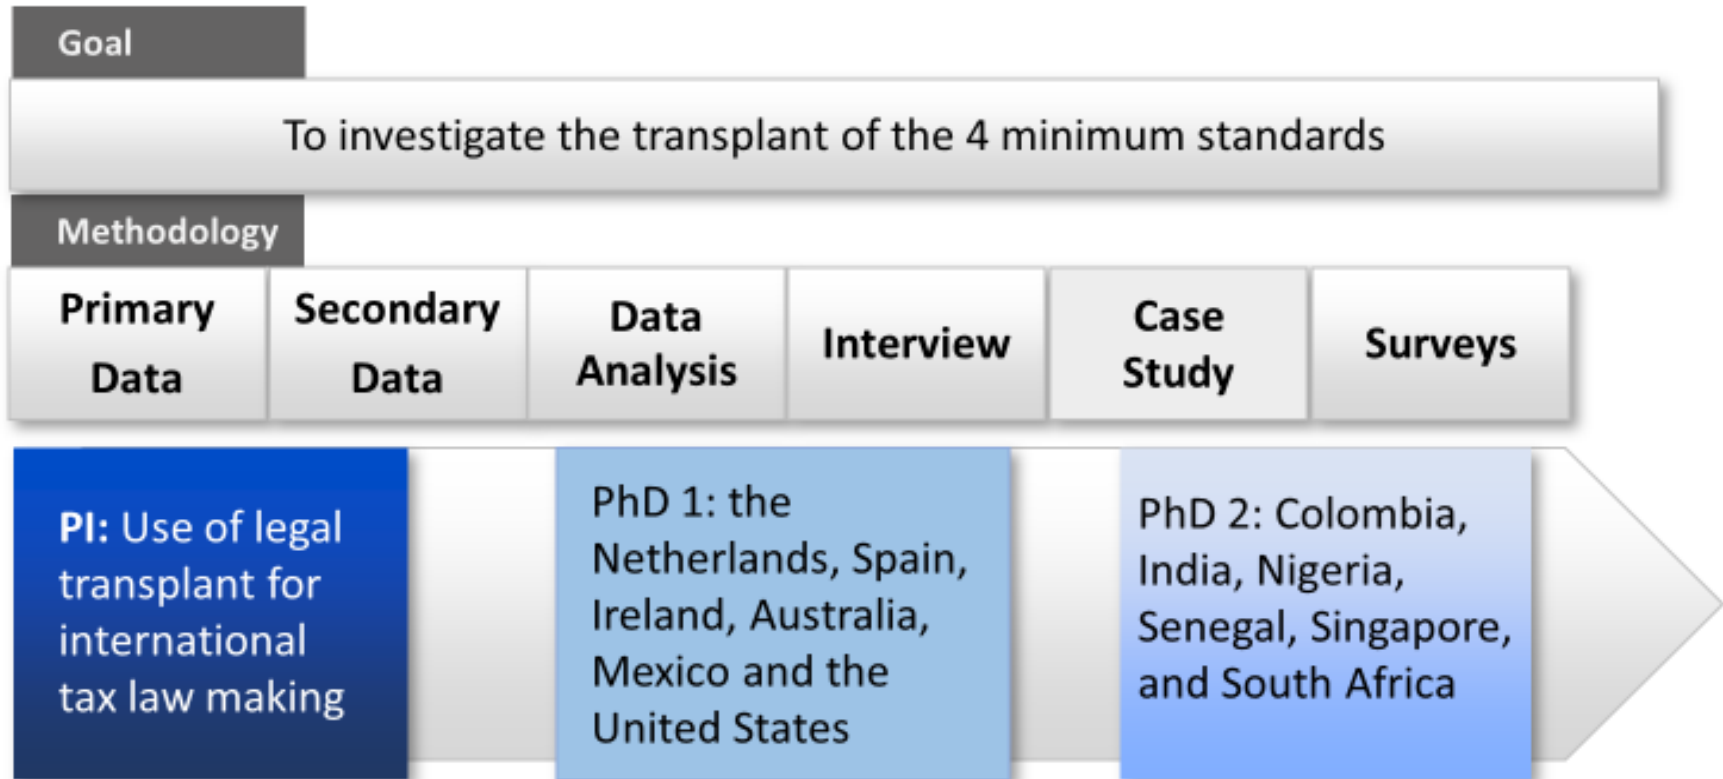 Goal
To investigate the transplant of the 4 minimum standards
Methodology
Primary
Data
Secondary
Data
Data
Analysis
Interview
Case
Study
Surveys
PI: Use of legal
transplant for
international
tax law making
PhD 1: the
Netherlands, Spain,
Ireland, Australia,
Mexico and the
United States
PhD 2: Colombia,
India, Nigeria,
Senegal, Singapore,
and South Africa